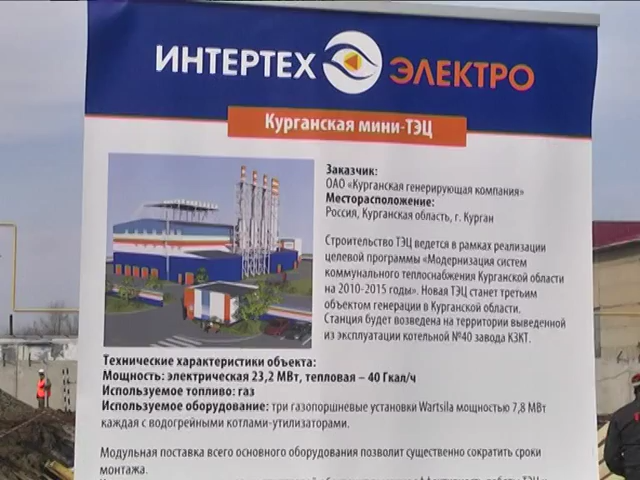 ИНТЕРТЕХ ЭЛЕКТРО
Курганская мини-ТЭЦ
Заказчик:
ОАО «Курганская генерирующая компания»
Месторасположение:
Россия, Курганская область, г. Курган
Строительство ТЭЦ ведется в рамках реализации
целевой программы «Модернизация систем
коммунального теплоснабжения Курганской области
на 2010-2015 годы». Новая ТЭЦ станет третьим
объектом генерации в Курганской области.
Станция будет возведена на территории выведенной
из эксплуатации котельной №40 завода КЗКТ.
Технические характеристики объекта:
Мощность: электрическая 23,2 МВт, тепловая – 40 Гкал/ч
Используемое топливо: газ
Используемое оборудование: три газопоршневые установки Wartsila мощностью 7,8 МВт
каждая с водогрейными котлами-утилизаторами.
Модульная поставка всего основного оборудования позволит существенно сократить сроки
монтажа.